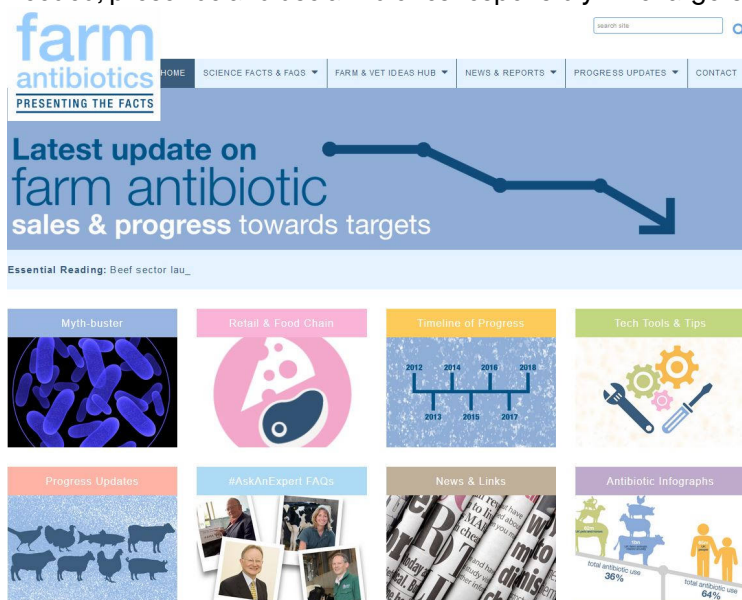 farm
antibiotics
PRESENTING THE FACTS
search site
HOME
SCIENCE FACTS & FAQS
FARM & VET IDEAS HUB
NEWS & REPORTS
PROGRESS UPDATES
CONTACT
Latest update on
farm antibiotic
sales & progress towards targets
Essential Reading: Beef sector lau_
Myth-buster
Retail & Food Chain
Timeline of Progress
Tech Tools & Tips
2012 2014 2016 2018
2013 2015 2017
Progress Updates
#AskAnExpert FAQs
News & Links
Antibiotic Infographs
total antibiotic use
36%
total antibiotic use
64%